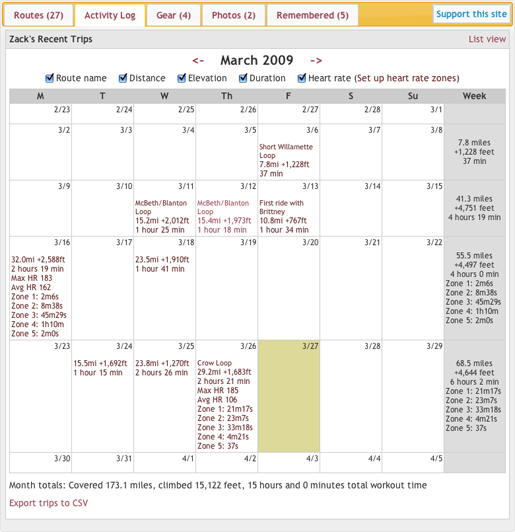 Routes (27) Activity Log Gear (4) Photos (2) Remembered (5) Support this site
Zack's Recent Trips List view
<- March 2009 ->
Route name Distance Elevation Duration Heart rate (Set up heart rate zones)
M T W Th F S Su Week
2/23 2/24 2/25 2/26 2/27 2/28 3/1
3/2 3/3 3/4 3/5 3/6 3/7 3/8
Short Willamette
Loop
7.8mi +1,228ft
37 min
7.8 miles
+1,228 feet
37 min
3/9 3/10 3/11 3/12 3/13 3/14 3/15
McBeth/Blanton
Loop
15.2mi +2,012ft
1 hour 25 min
McBeth/Blanton
Loop
15.4mi +1,973ft
1 hour 18 min
First ride with
Brittney
10.8mi +767ft
1 hour 34 min
41.3 miles
+4,751 feet
4 hours 19 min
3/16 3/17 3/18 3/19 3/20 3/21 3/22
32.0mi +2,588ft
2 hours 19 min
Max HR 183
Avg HR 162
Zone 1: 2m6s
Zone 2: 8m38s
Zone 3: 45m29s
Zone 4: 1h10m
Zone 5: 2m0s
23.5mi +1,910ft
1 hour 41 min
55.5 miles
+4,497 feet
4 hours 0 min
Zone 1: 2m6s
Zone 2: 8m38s
Zone 3: 45m29s
Zone 4: 1h10m
Zone 5: 2m0s
3/23 3/24 3/25 3/26 3/27 3/28 3/29
15.5mi +1,692ft
1 hour 15 min
23.8mi +1,270ft
2 hours 26 min
Crow Loop
29.2mi +1,683ft
2 hours 21 min
Max HR 185
Avg HR 106
Zone 1: 21m17s
Zone 2: 23m7s
Zone 3: 33m18s
Zone 4: 4m21s
Zone 5: 37s
68.5 miles
+4,644 feet
6 hours 2 min
Zone 1: 21m17s
Zone 2: 23m7s
Zone 3: 33m18s
Zone 4: 4m21s
Zone 5: 37s
3/30 3/31 4/1 4/2 4/3 4/4 4/5
Month totals: Covered 173.1 miles, climbed 15,122 feet, 15 hours and 0 minutes total workout time
Export trips to CSV